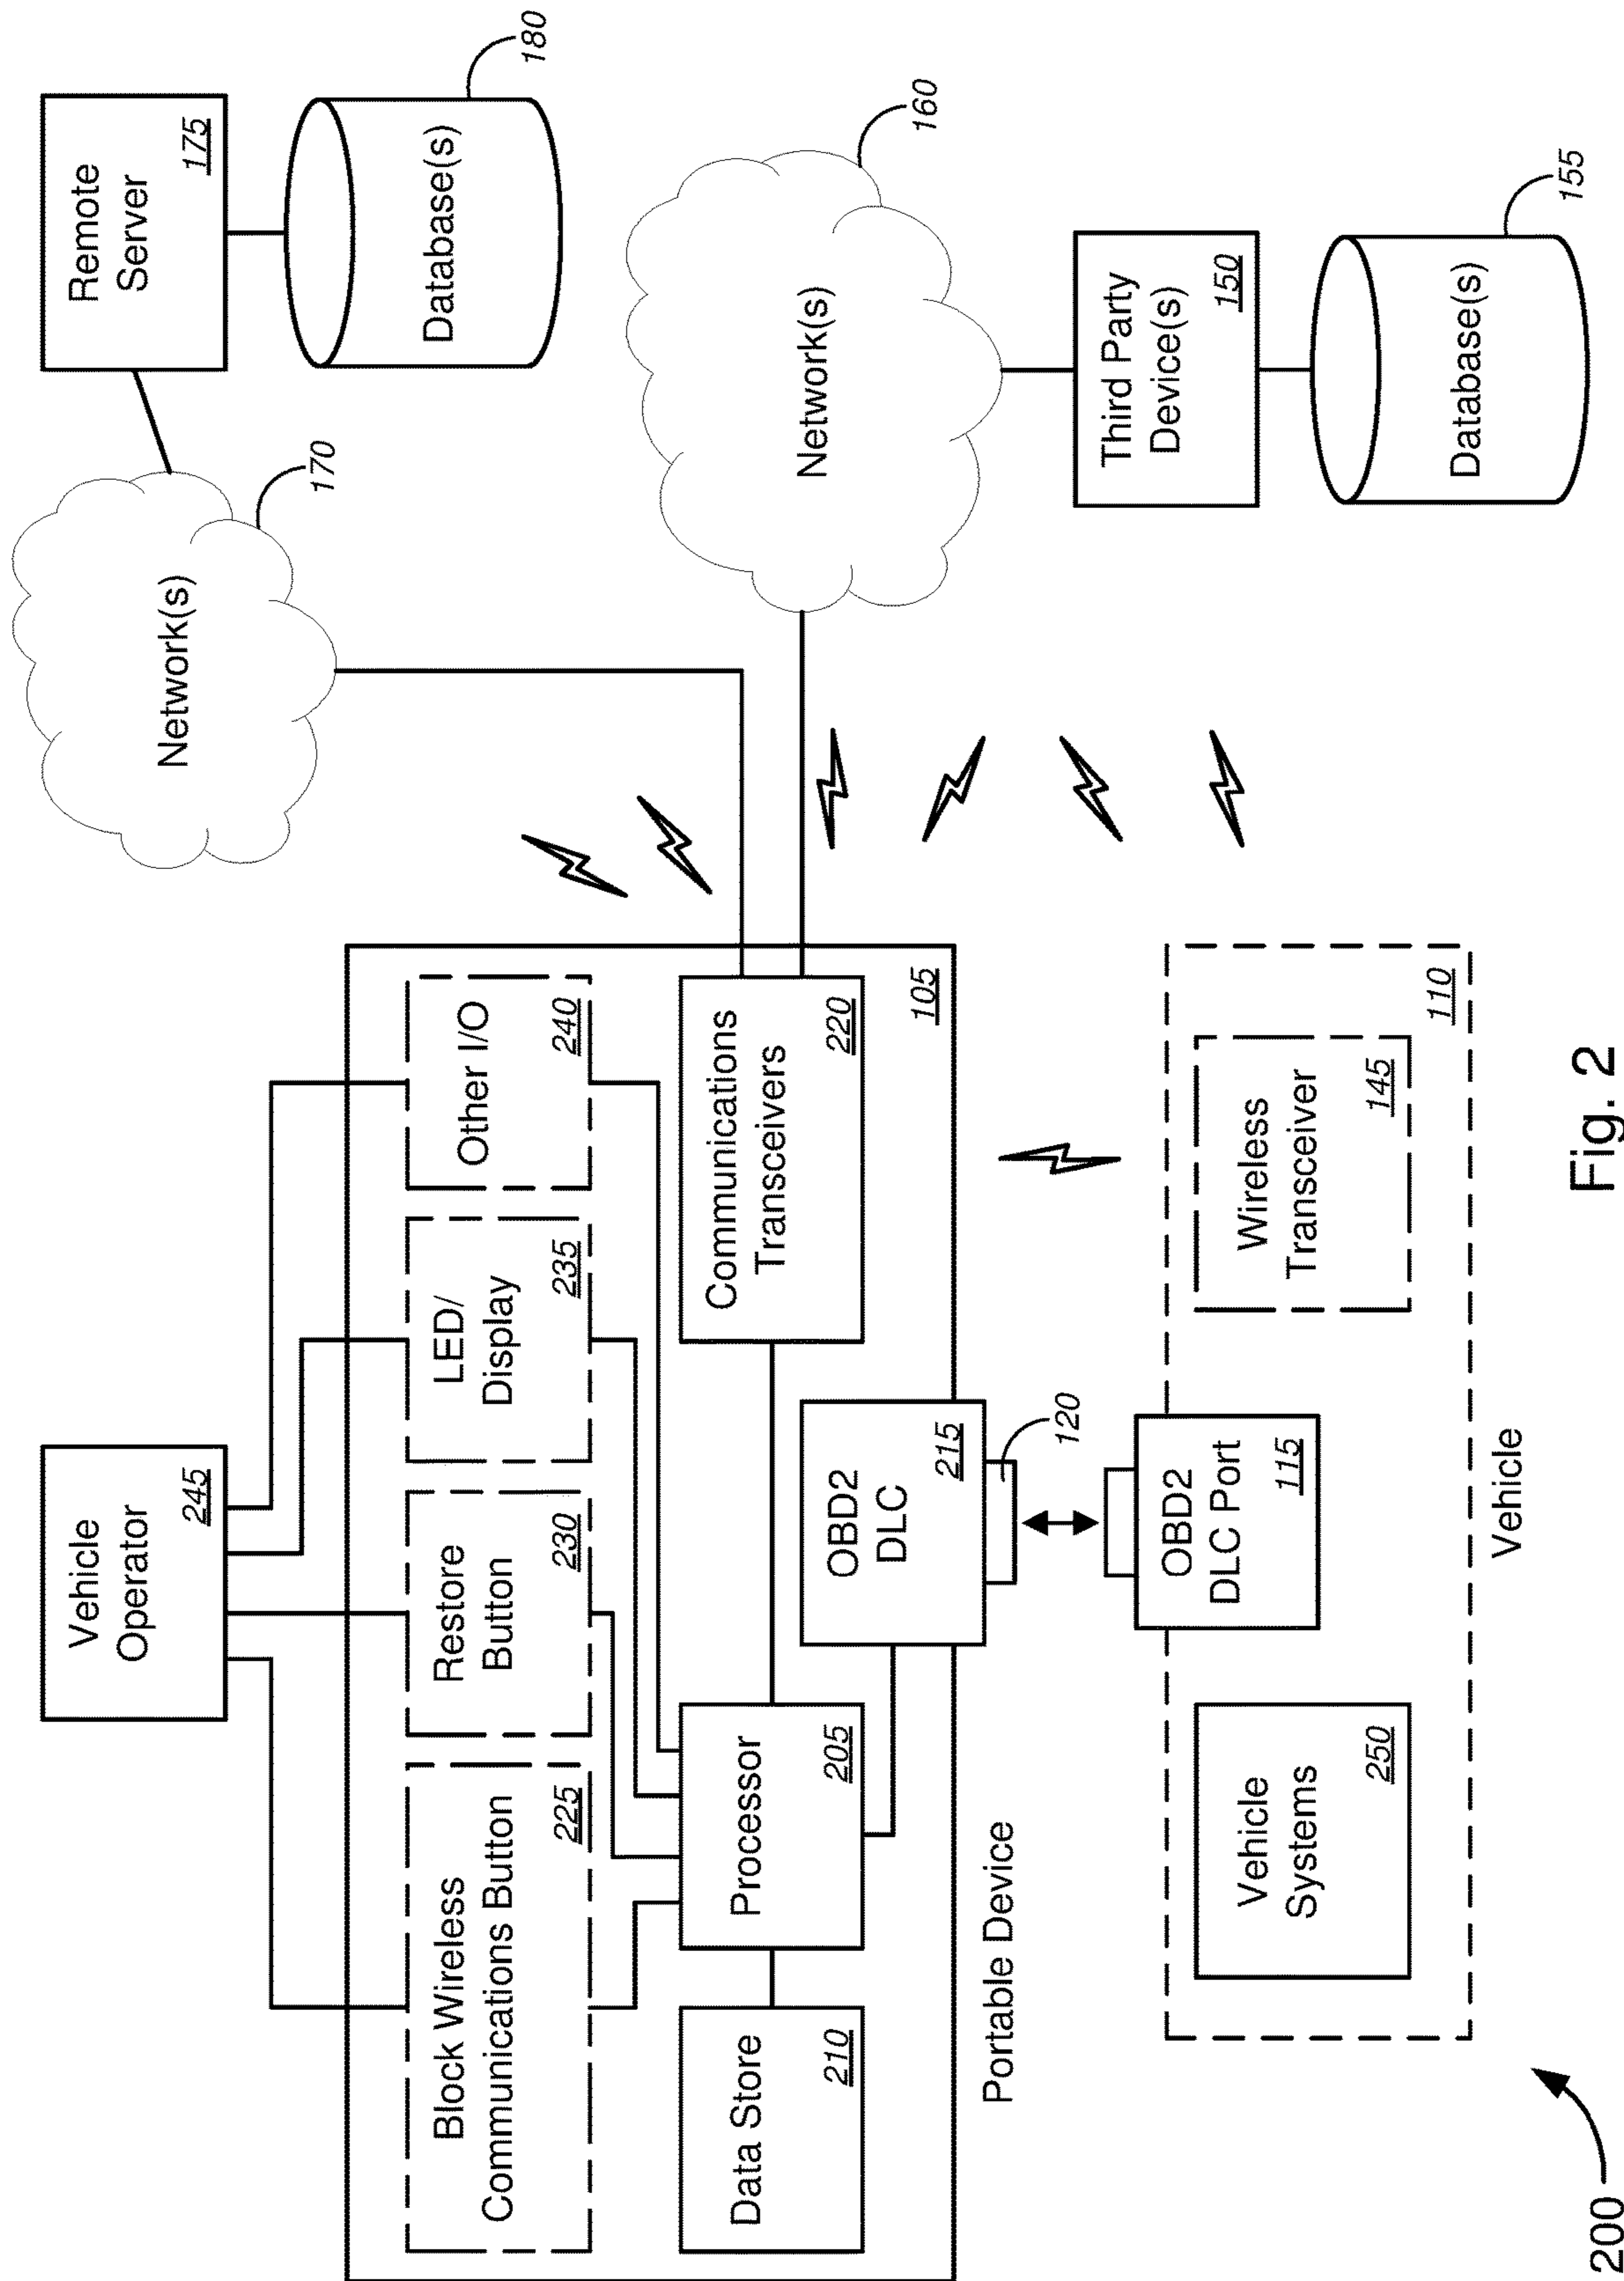 Vehicle
Operator
245
Remote
Server
175
Database(s)
180
Network(s)
170
Block Wireless
Communications Button
225
Restore
Button
230
LED/
Display
235
Other I/O
240
Data Store
210
Processor
205
Communications
Transceivers
220
OBD2
DLC
215
105
120
Portable Device
Network(s)
160
Third Party
Device(s)
150
Database(s)
155
Vehicle
Systems
250
OBD2
DLC Port
115
Wireless
Transceiver
145
110
Vehicle
200
Fig. 2